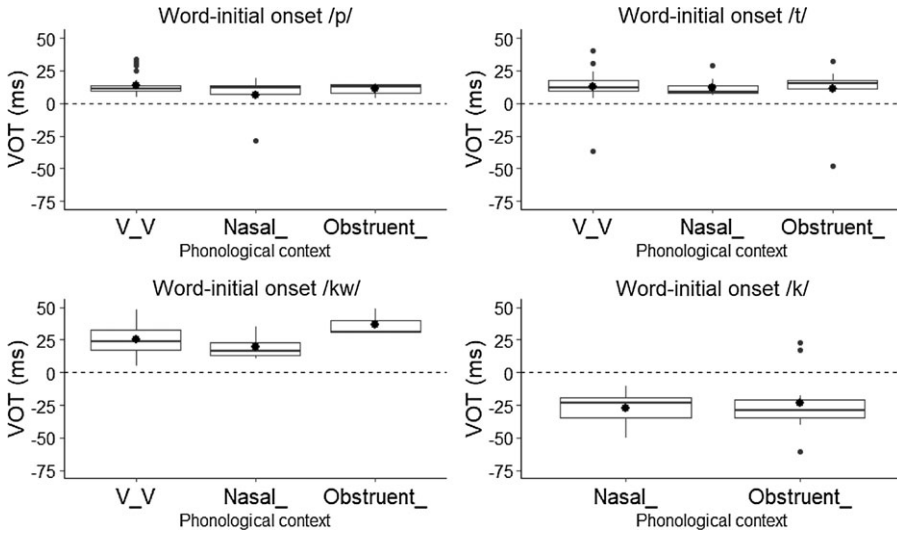 Word-initial onset /p/
50
25
0
-25
-50
-75
VOT (ms)
V_V Nasal_ Obstruent_
Phonological context
Word-initial onset /t/
50
25
0
-25
-50
-75
VOT (ms)
V_V Nasal_ Obstruent_
Phonological context
Word-initial onset /kw/
50
25
0
-25
-50
-75
VOT (ms)
V_V Nasal_ Obstruent_
Phonological context
Word-initial onset /k/
50
25
0
-25
-50
-75
VOT (ms)
Nasal_ Obstruent_
Phonological context